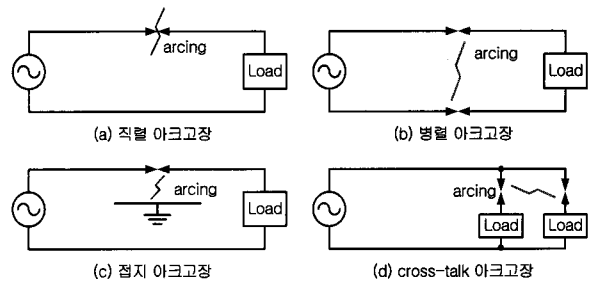 arcing
Load
(a) 직렬 아크고장
arcing
Load
(b) 병렬 아크고장
arcing
Load
(c) 접지 아크고장
arcing
Load
Load
(d) cross-talk 아크고장